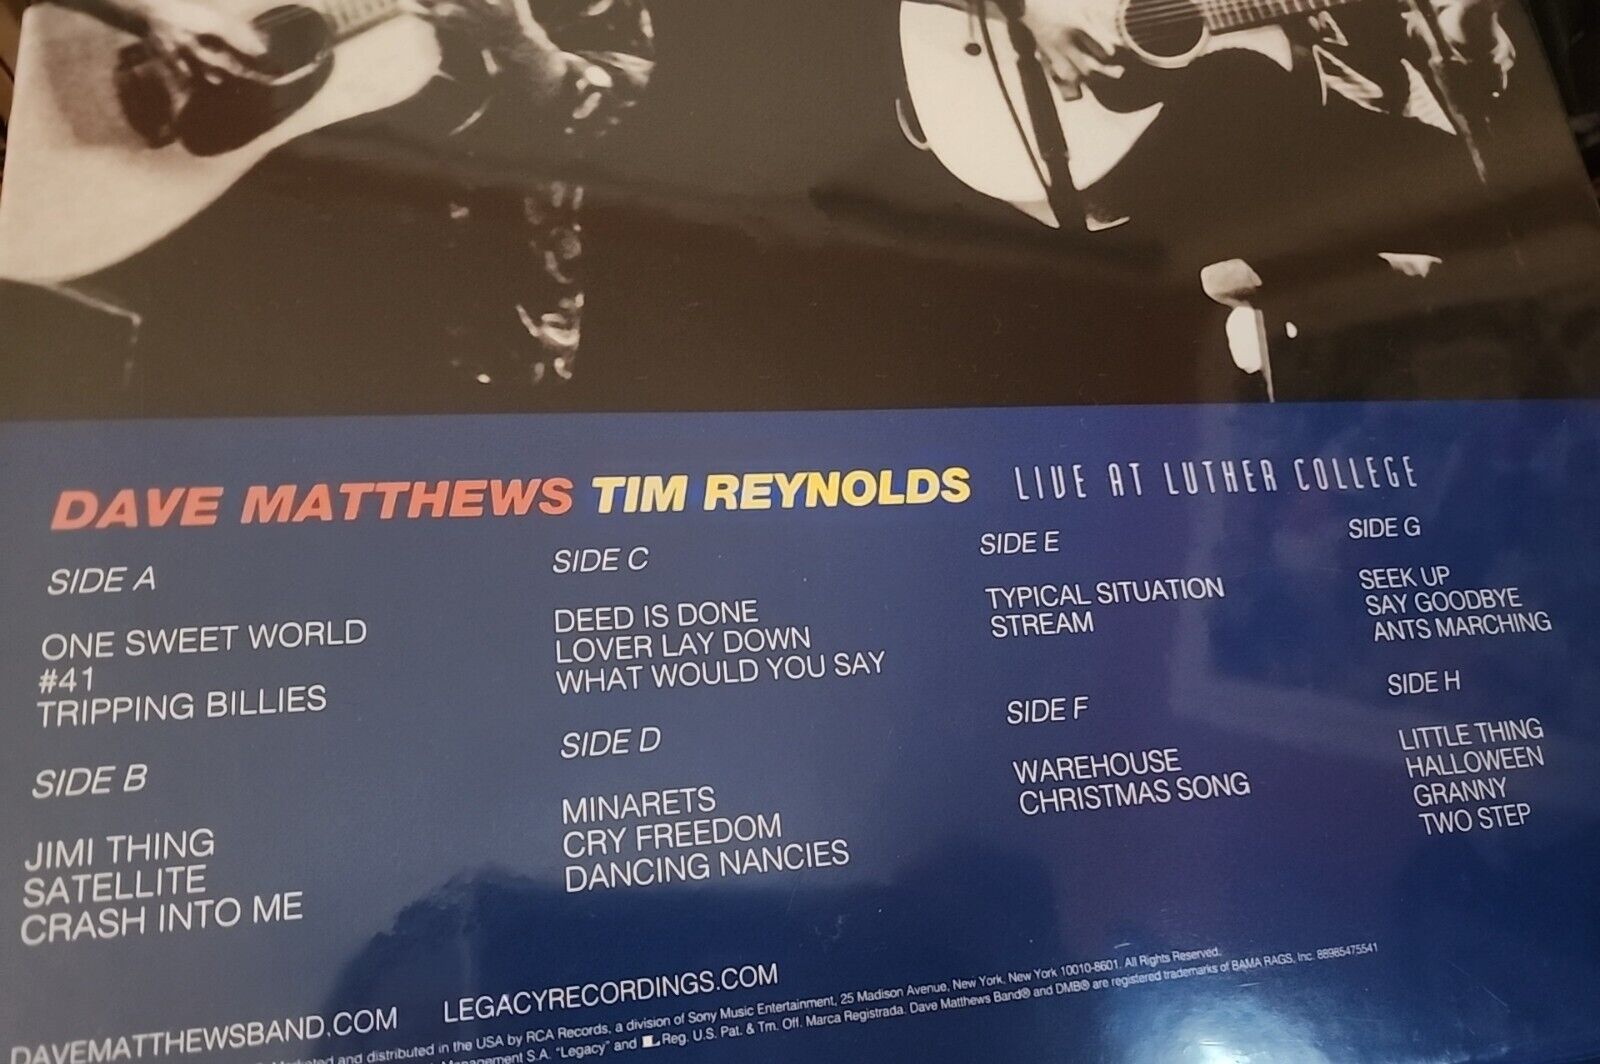 DAVE MATTHEWS TIM REYNOLDS LIVE AT LUTHER COLLEGE
SIDE A
ONE SWEET WORLD
#41
TRIPPING BILLIES
SIDE B
JIMI THING
SATELLITE
CRASH INTO ME
SIDE C
DEED IS DONE
LOVER LAY DOWN
WHAT WOULD YOU SAY
SIDE D
MINARETS
CRY FREEDOM
DANCING NANCIES
SIDE E
TYPICAL SITUATION
STREAM
SIDE F
WAREHOUSE
CHRISTMAS SONG
SIDE G
SEEK UP
SAY GOODBYE
ANTS MARCHING
SIDE H
LITTLE THING
HALLOWEEN
GRANNY
TWO STEP
DAVEMATTHEWSBAND.COM LEGACYRECORDINGS.COM
and distributed in the USA by RCA Records, a division of Sony Music Entertainment, 25 Madison Avenue, New York, New York 10010-8601. All Rights Reserved.
Management S.A. "Legacy" and L Reg. U.S. Pat. & Tm. Off. Marca Registrada. Dave Matthews Band® and DMB® are registered trademarks of BAMA RAGS, Inc. 88985475541